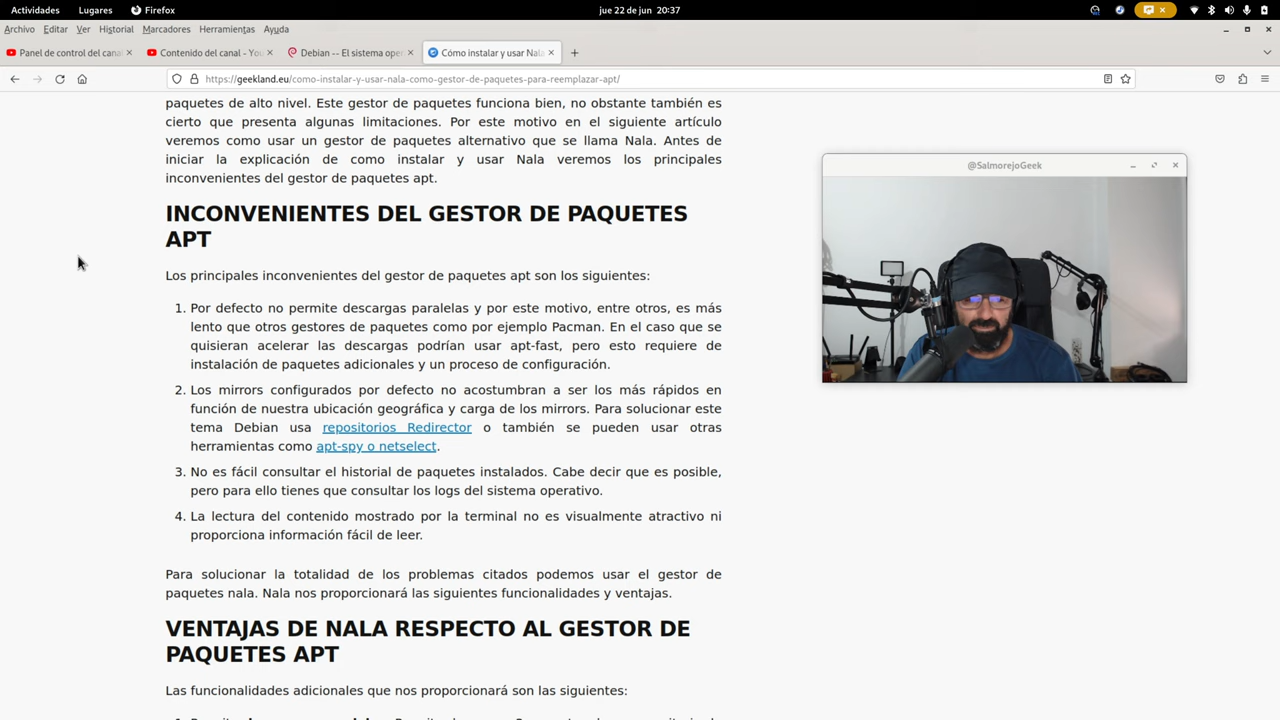 Actividades Lugares Firefox jue 22 de jun 20:37
Archivo Editar Ver Historial Marcadores Herramientas Ayuda
Panel de control del cana Contenido del canal - You Debian -- El sistema oper Cómo instalar y usar Nala
https://geekland.eu/como-instalar-y-usar-nala-como-gestor-de-paquetes-para-reemplazar-apt/
paquetes de alto nivel. Este gestor de paquetes funciona bien, no obstante también es
cierto que presenta algunas limitaciones. Por este motivo en el siguiente artículo
veremos como usar un gestor de paquetes alternativo que se llama Nala. Antes de
iniciar la explicación de como instalar y usar Nala veremos los principales
inconvenientes del gestor de paquetes apt.
@SalmorejoGeek
INCONVENIENTES DEL GESTOR DE PAQUETES
APT
Los principales inconvenientes del gestor de paquetes apt son los siguientes:
1. Por defecto no permite descargas paralelas y por este motivo, entre otros, es más
lento que otros gestores de paquetes como por ejemplo Pacman. En el caso que se
quisieran acelerar las descargas podrían usar apt-fast, pero esto requiere de
instalación de paquetes adicionales y un proceso de configuración.
2. Los mirrors configurados por defecto no acostumbran a ser los más rápidos en
función de nuestra ubicación geográfica y carga de los mirrors. Para solucionar este
tema Debian usa repositorios Redirector o también se pueden usar otras
herramientas como apt-spy o netselect.
3. No es fácil consultar el historial de paquetes instalados. Cabe decir que es posible,
pero para ello tienes que consultar los logs del sistema operativo.
4. La lectura del contenido mostrado por la terminal no es visualmente atractivo ni
proporciona información fácil de leer.
Para solucionar la totalidad de los problemas citados podemos usar el gestor de
paquetes nala. Nala nos proporcionará las siguientes funcionalidades y ventajas.
VENTAJAS DE NALA RESPECTO AL GESTOR DE
PAQUETES APT
Las funcionalidades adicionales que nos proporcionará son las siguientes: